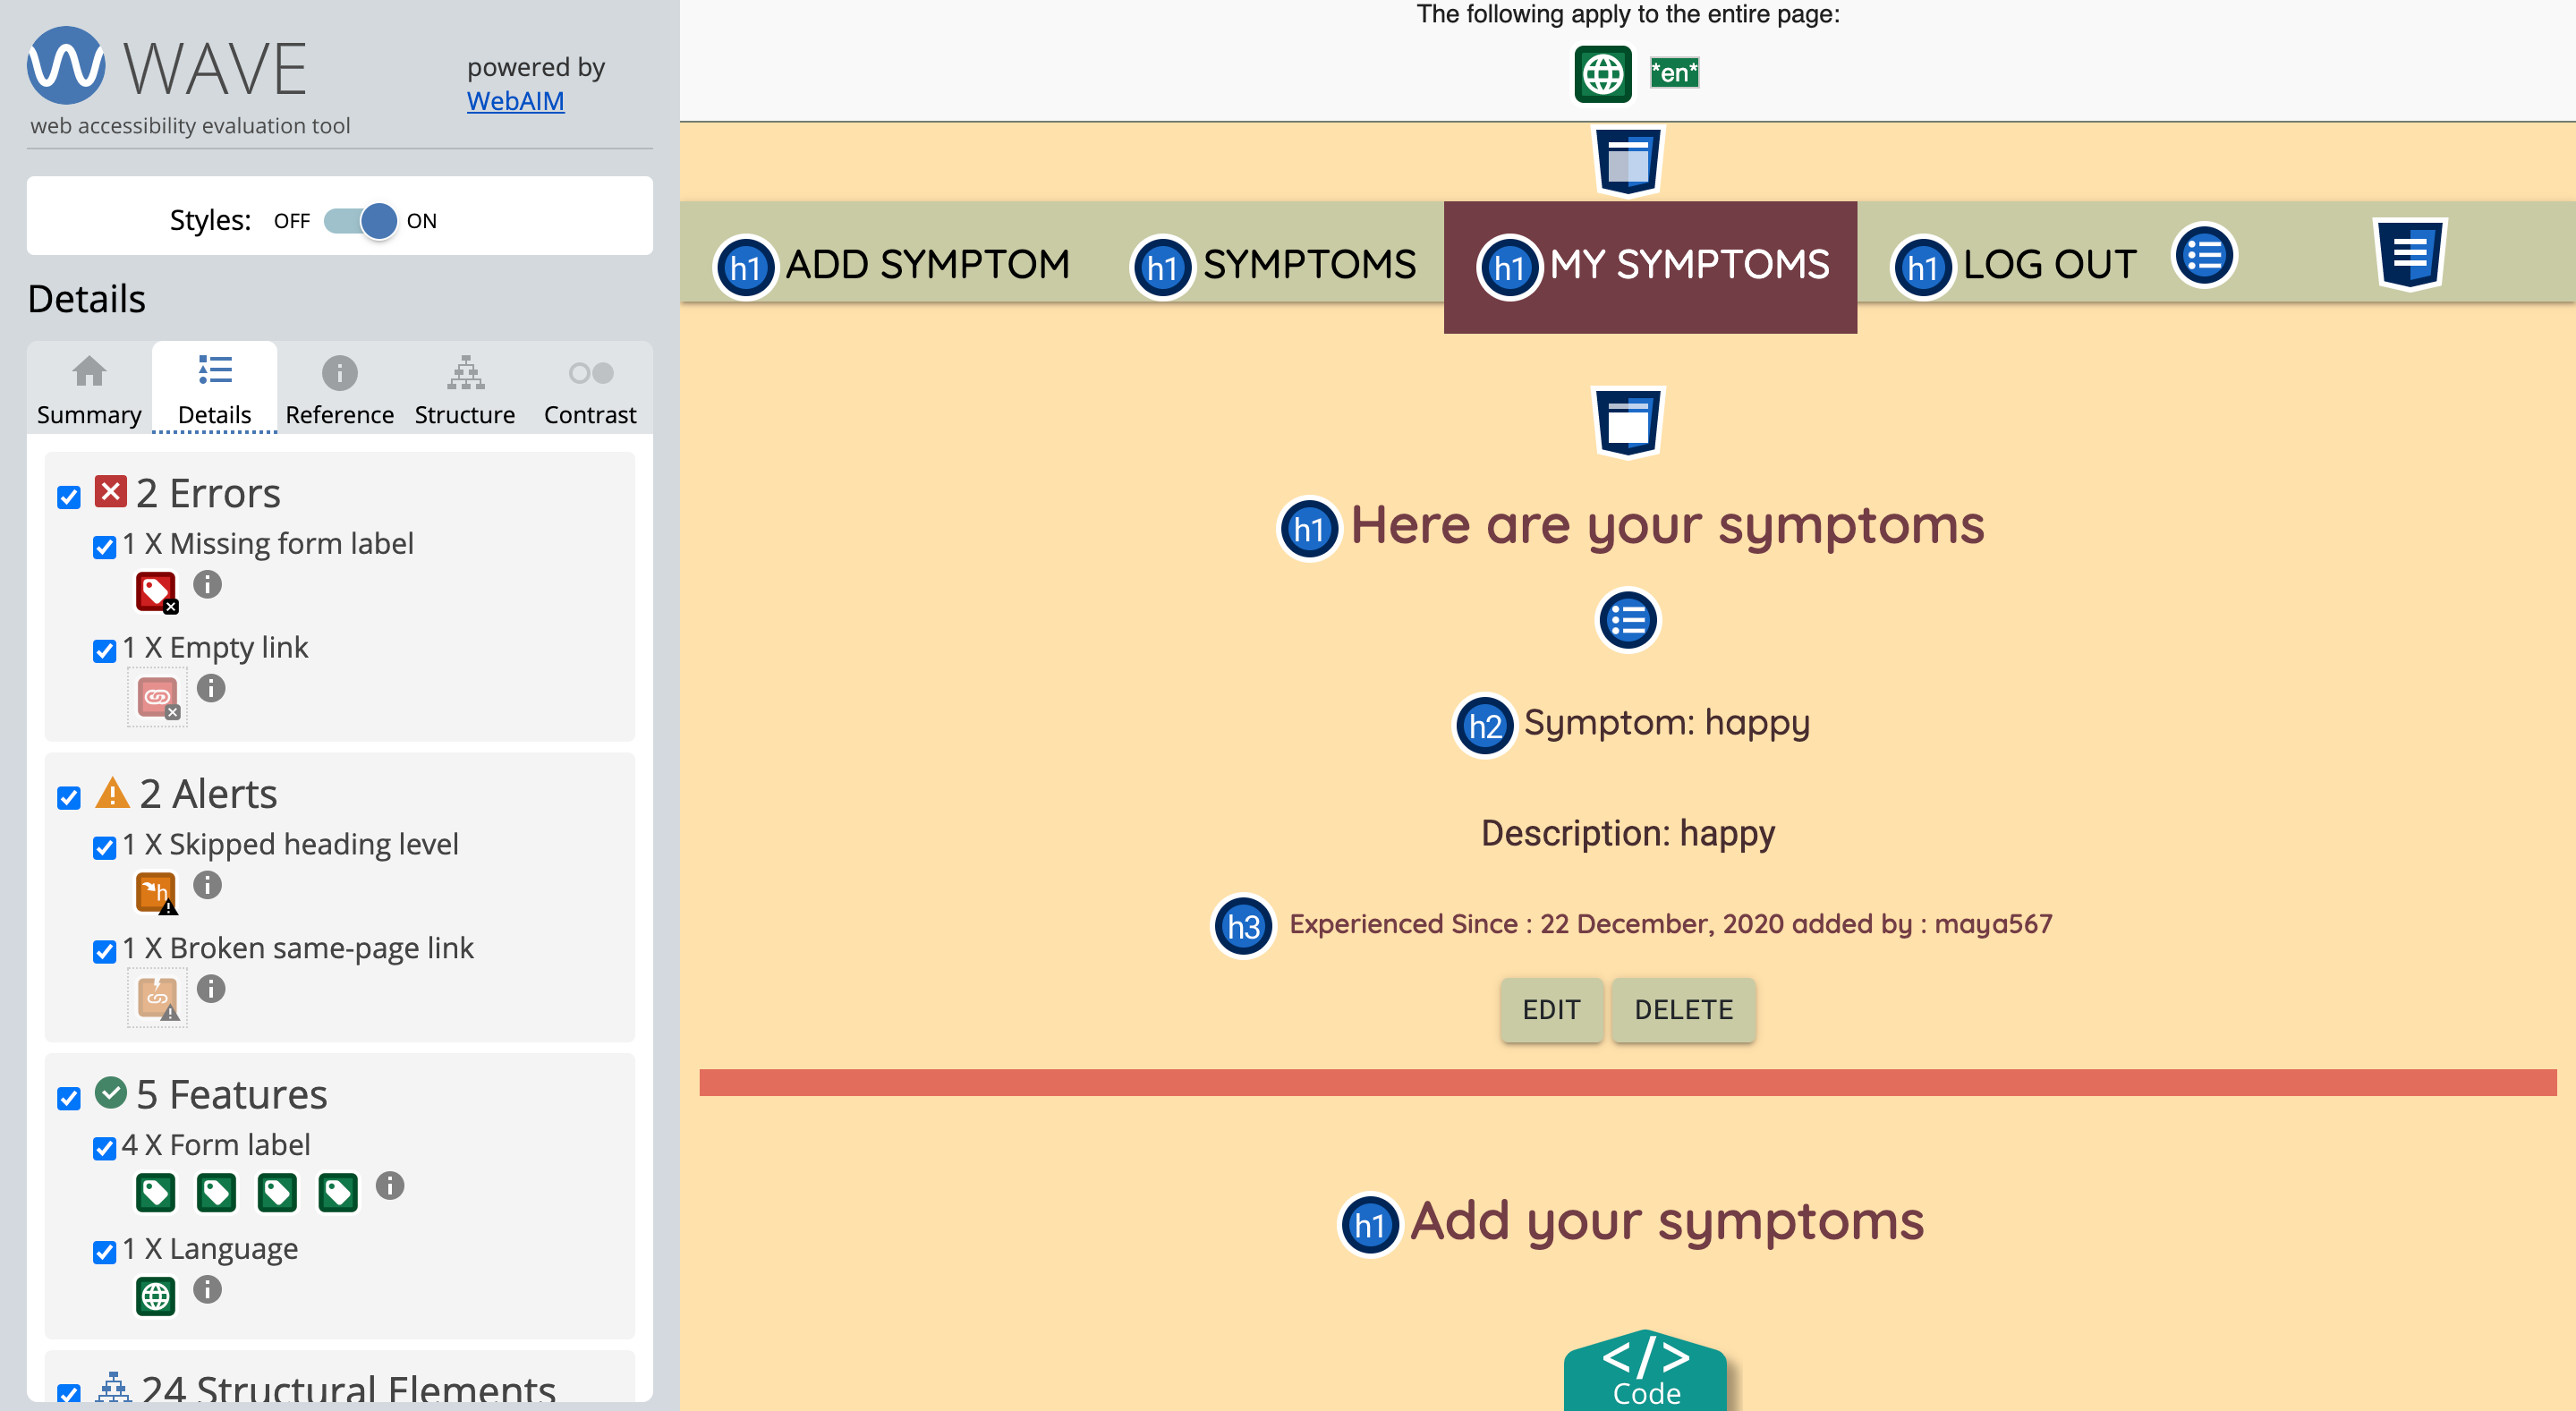 WAVE
powered by
WebAIM
web accessibility evaluation tool
Styles: OFF ON
Details
Summary Details Reference Structure Contrast
2 Errors
1 X Missing form label
1 X Empty link
2 Alerts
1 X Skipped heading level
h
1 X Broken same-page link
5 Features
4 X Form label
1 X Language
24 Structural Elements
The following apply to the entire page:
*en*
h1 ADD SYMPTOM h1 SYMPTOMS h1 MY SYMPTOMS h1 LOG OUT
h1 Here are your symptoms
h2 Symptom: happy
Description: happy
h3 Experienced Since : 22 December, 2020 added by : maya567
EDIT DELETE
h1 Add your symptoms
</>
Code